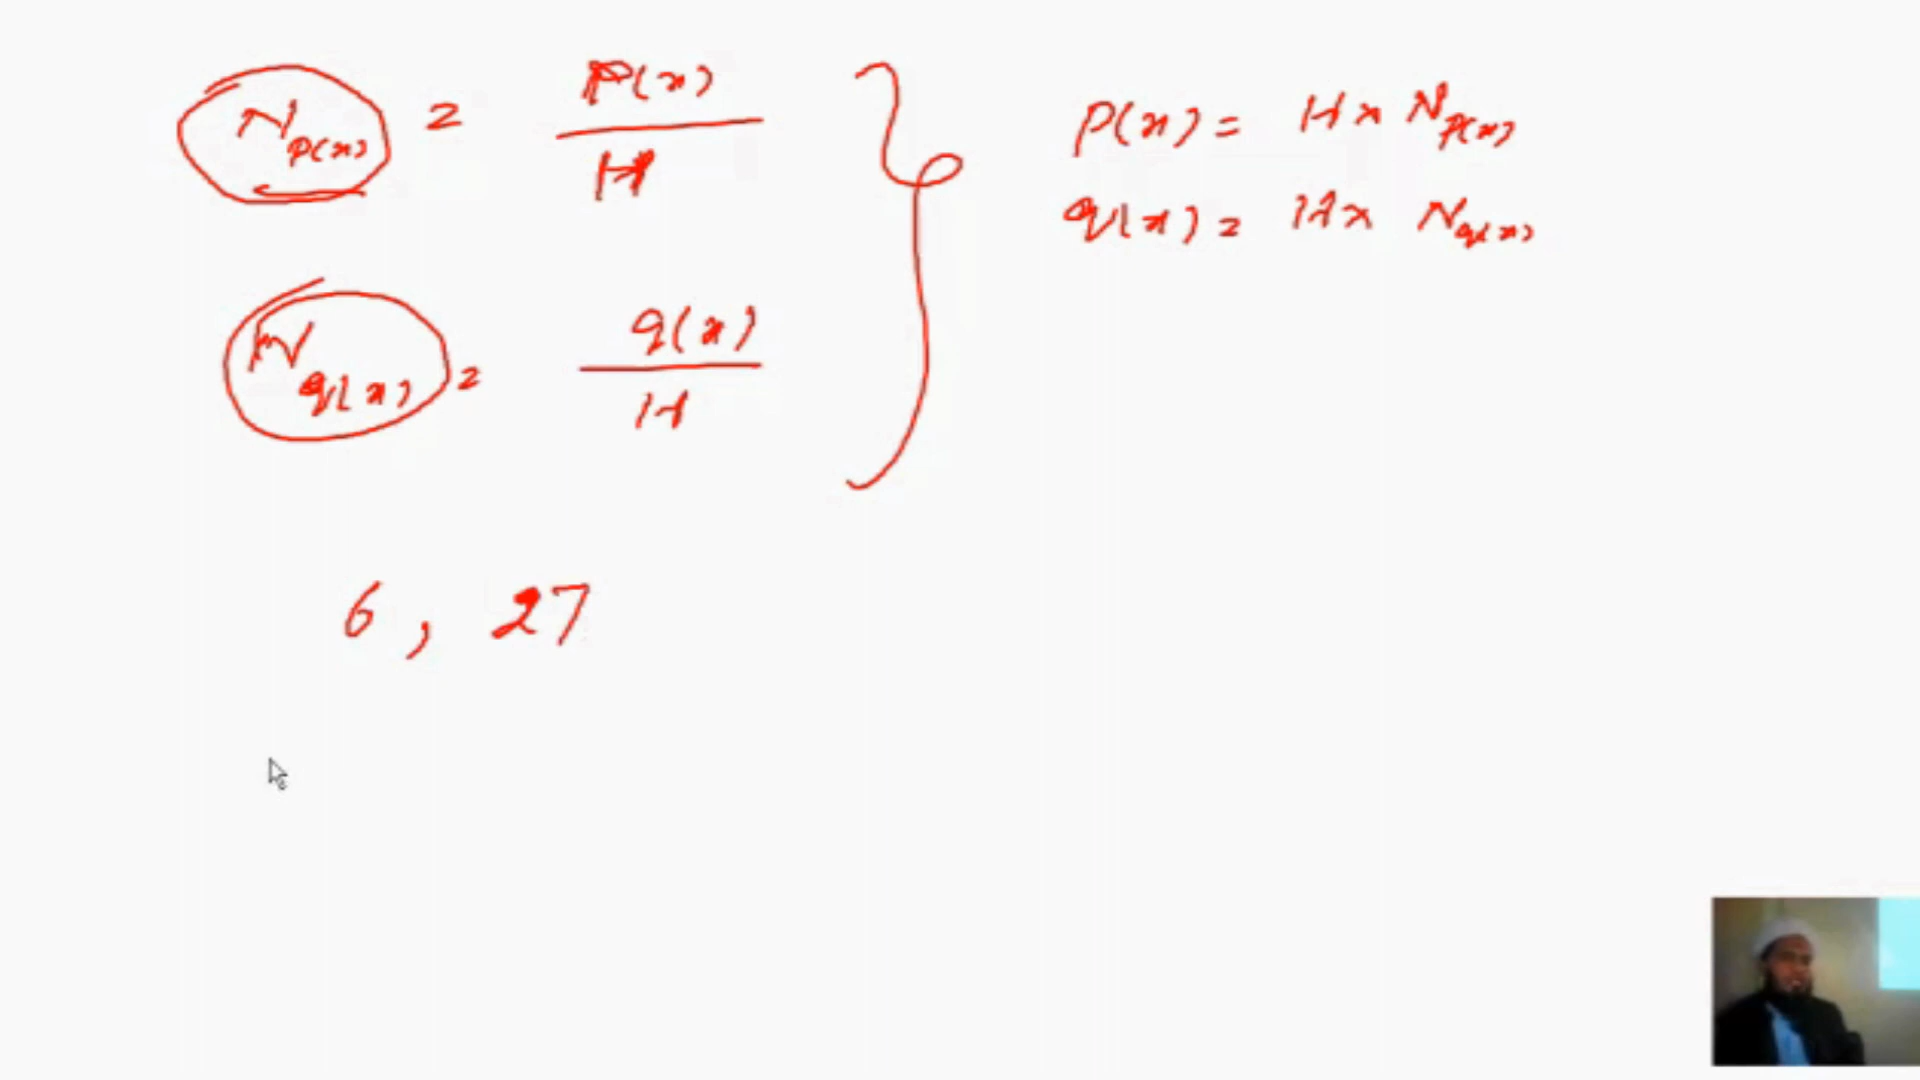 N_p(x) = p(x)/H
N_q(x) = q(x)/H
p(x) = H × N_p(x)
q(x) = H × N_q(x)
6, 27